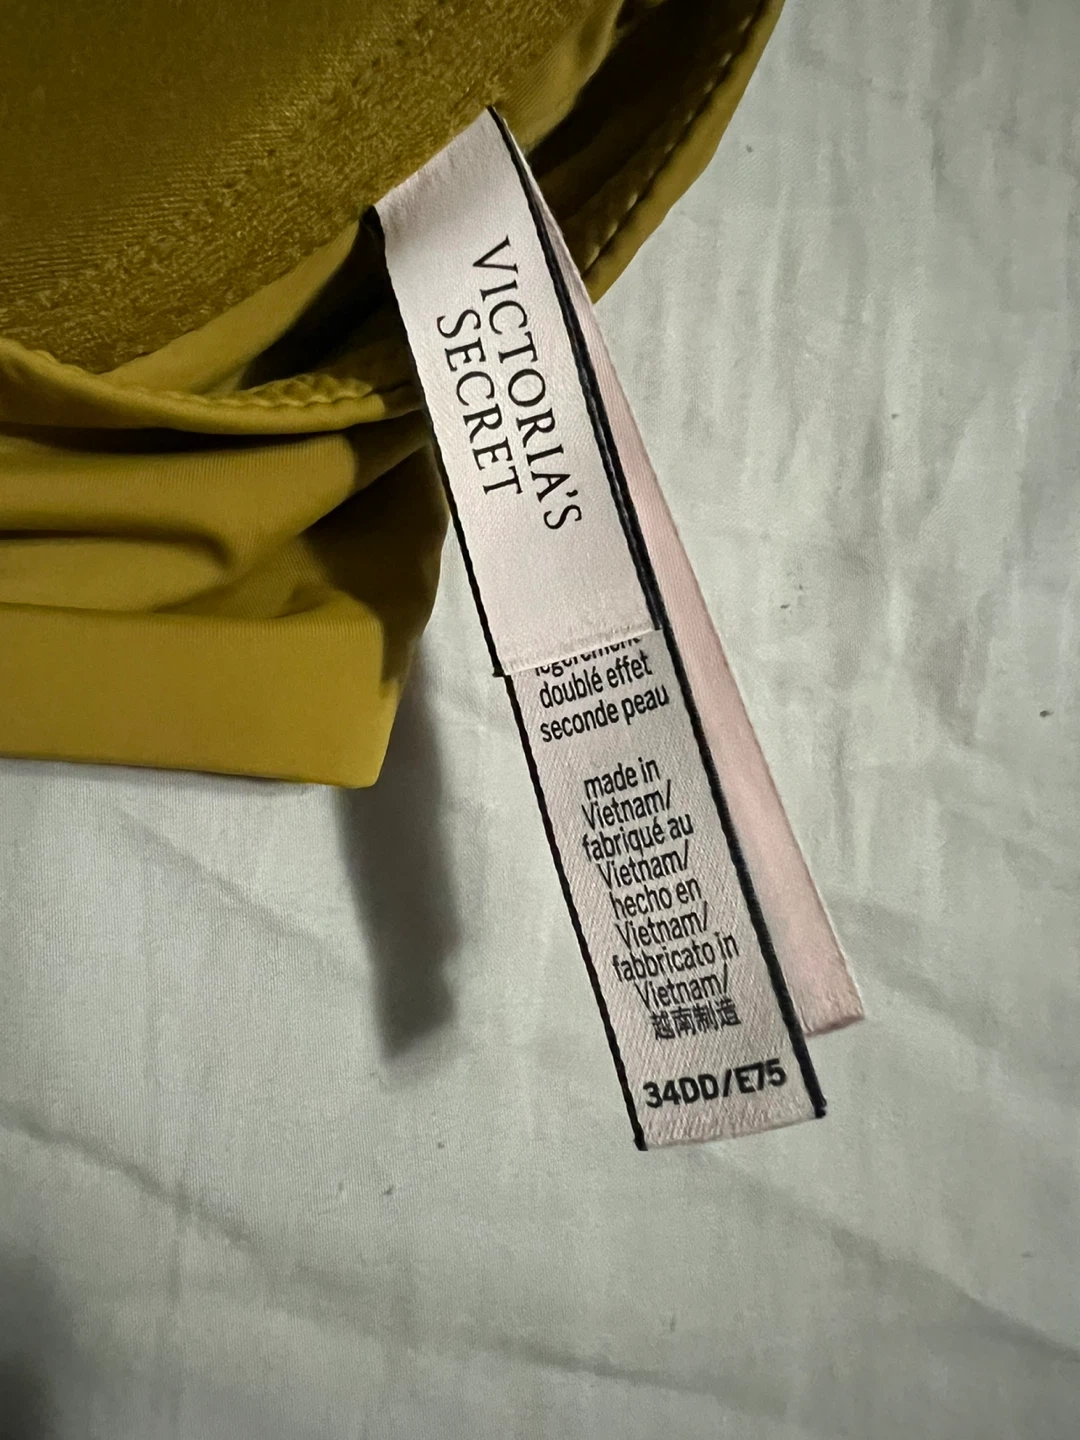 VICTORIA'S
SECRET
légèrement
doublé effet
seconde peau
made in
Vietnam/
fabriqué au
Vietnam/
hecho en
Vietnam/
fabbricato in
Vietnam/
越南制造
34DD/E75